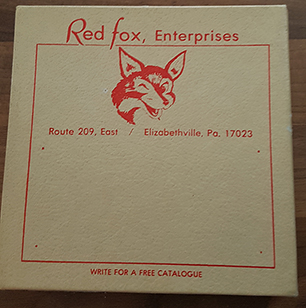 Red fox, Enterprises
Route 209, East / Elizabethville, Pa, 17023
WRITE FOR A FREE CATALOGUE